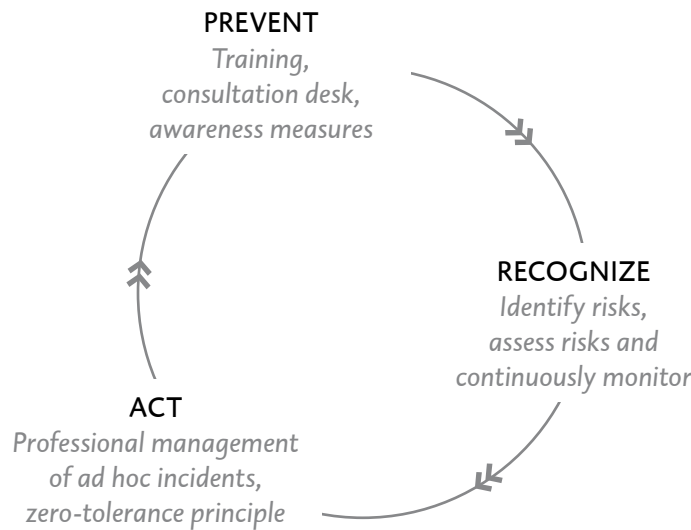 PREVENT
Training,
consultation desk,
awareness measures
RECOGNIZE
Identify risks,
assess risks and
continuously monitor
ACT
Professional management
of ad hoc incidents,
zero-tolerance principle